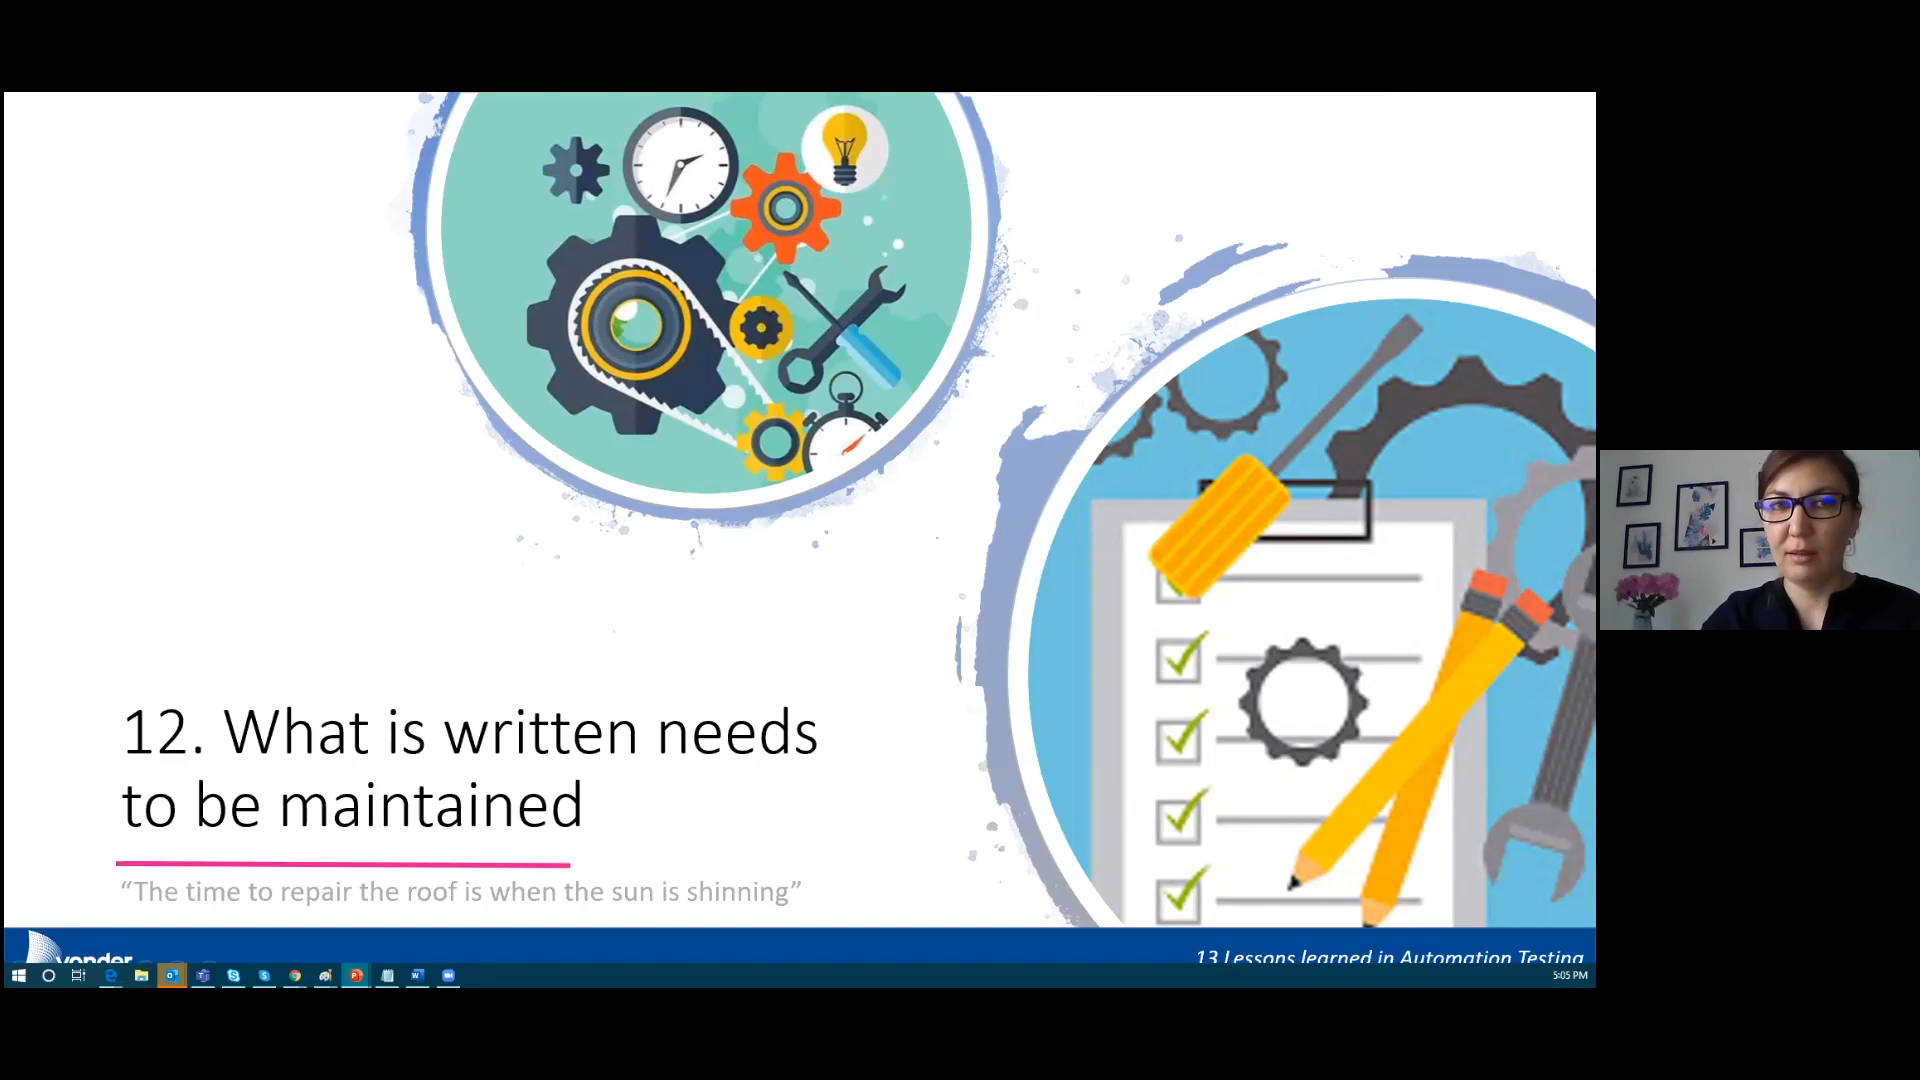 12. What is written needs
to be maintained
“The time to repair the roof is when the sun is shinning”
yonder
13 Lessons learned in Automation Testing
5:05 PM